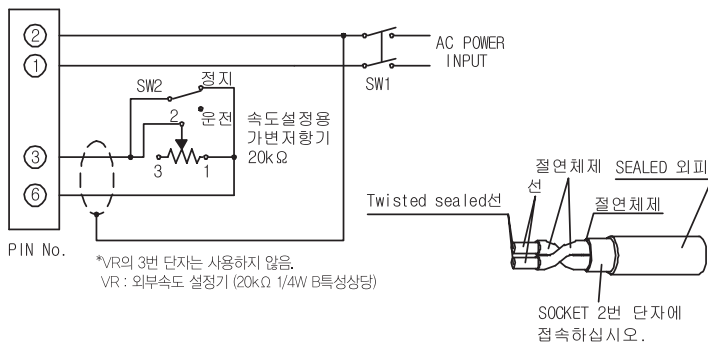 ②
①
③
⑥
PIN No.
SW1
AC POWER
INPUT
SW2
정지
운전
2
3
1
속도설정용
가변저항기
20kΩ
*VR의 3번 단자는 사용하지 않음.
VR : 외부속도 설정기 (20kΩ 1/4W B특성상당)
Twisted sealed선
선
절연체제
SEALED 외피
절연체제
SOCKET 2번 단자에
접속하십시오.